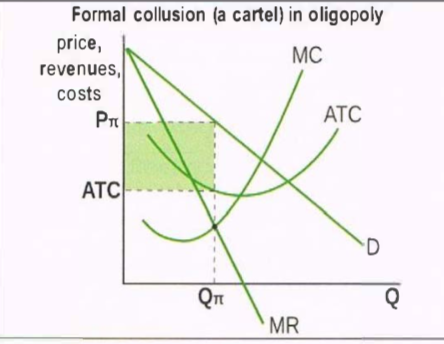 Formal collusion (a cartel) in oligopoly
price,
revenues,
costs
MC
ATC
Pπ
ATC
D
Qπ
Q
MR